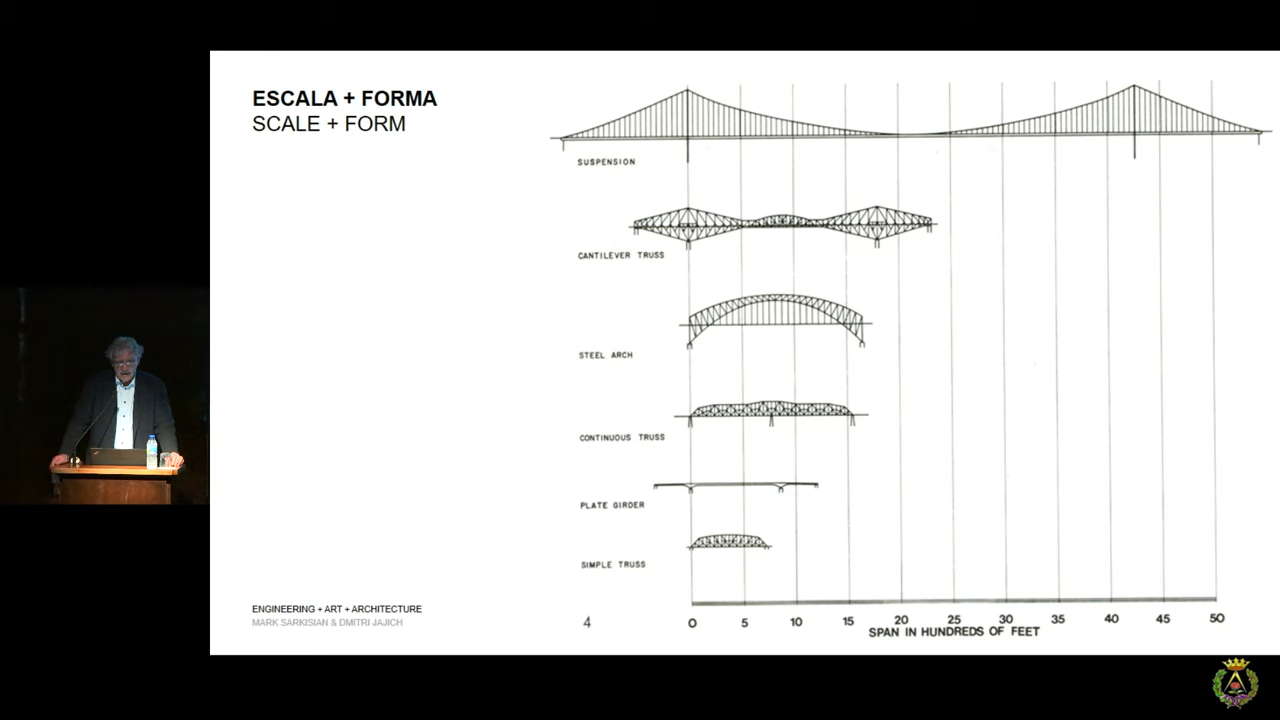 ESCALA + FORMA
SCALE + FORM
SUSPENSION
CANTILEVER TRUSS
STEEL ARCH
CONTINUOUS TRUSS
PLATE GIRDER
SIMPLE TRUSS
0 5 10 15 20 25 30 35 40 45 50
SPAN IN HUNDREDS OF FEET
ENGINEERING + ART + ARCHITECTURE
MARK SARKISIAN & DMITRI JAJICH
4